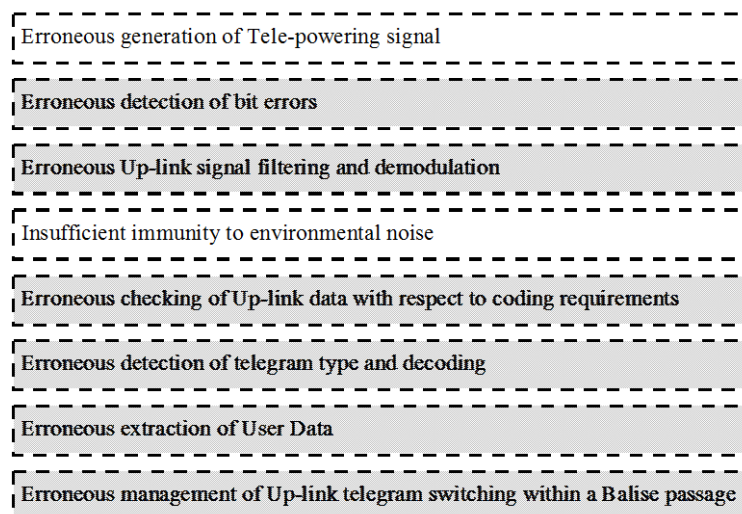 Erroneous generation of Tele-powering signal
Erroneous detection of bit errors
Erroneous Up-link signal filtering and demodulation
Insufficient immunity to environmental noise
Erroneous checking of Up-link data with respect to coding requirements
Erroneous detection of telegram type and decoding
Erroneous extraction of User Data
Erroneous management of Up-link telegram switching within a Balise passage